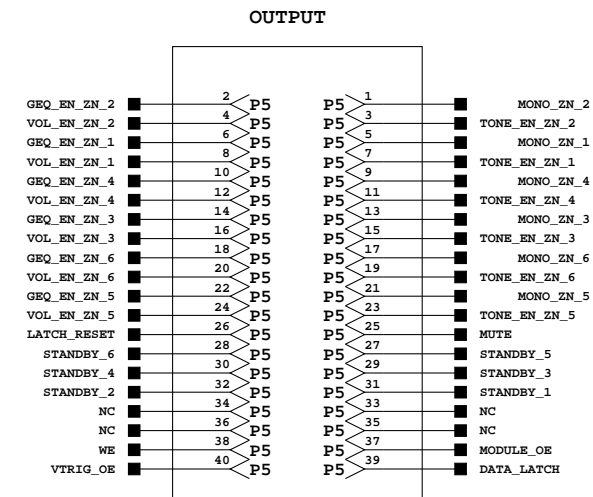 OUTPUT
GEQ_EN_ZN_2 2 P5 P5 1 MONO_ZN_2
VOL_EN_ZN_2 4 P5 P5 3 TONE_EN_ZN_2
GEQ_EN_ZN_1 6 P5 P5 5 MONO_ZN_1
VOL_EN_ZN_1 8 P5 P5 7 TONE_EN_ZN_1
GEQ_EN_ZN_4 10 P5 P5 9 MONO_ZN_4
VOL_EN_ZN_4 12 P5 P5 11 TONE_EN_ZN_4
GEQ_EN_ZN_3 14 P5 P5 13 MONO_ZN_3
VOL_EN_ZN_3 16 P5 P5 15 TONE_EN_ZN_3
GEQ_EN_ZN_6 18 P5 P5 17 MONO_ZN_6
VOL_EN_ZN_6 20 P5 P5 19 TONE_EN_ZN_6
GEQ_EN_ZN_5 22 P5 P5 21 MONO_ZN_5
VOL_EN_ZN_5 24 P5 P5 23 TONE_EN_ZN_5
LATCH_RESET 26 P5 P5 25 MUTE
STANDBY_6 28 P5 P5 27 STANDBY_5
STANDBY_4 30 P5 P5 29 STANDBY_3
STANDBY_2 32 P5 P5 31 STANDBY_1
NC 34 P5 P5 33 NC
NC 36 P5 P5 35 NC
WE 38 P5 P5 37 MODULE_OE
VTRIG_OE 40 P5 P5 39 DATA_LATCH